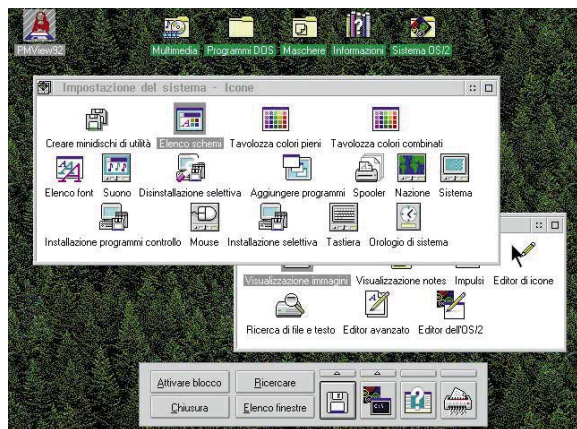 PMView92 Multimedia Programmi DOS Maschere Informazioni Sistema OS/2
Impostazione del sistema - Icone
Creare minidischi di utilità Elenco schemi Tavolozza colori pieni Tavolozza colori combinati
Elenco font Suono Disinstallazione selettiva Aggiungere programmi Spooler Nazione Sistema
Installazione programmi controllo Mouse Installazione selettiva Tastiera Orologio di sistema
Visualizzazione immagini Visualizzazione notes Impulsi Editor di icone
Ricerca di file e testo Editor avanzato Editor dell'OS/2
Attivare blocco Ricercare
Chiusura Elenco finestre